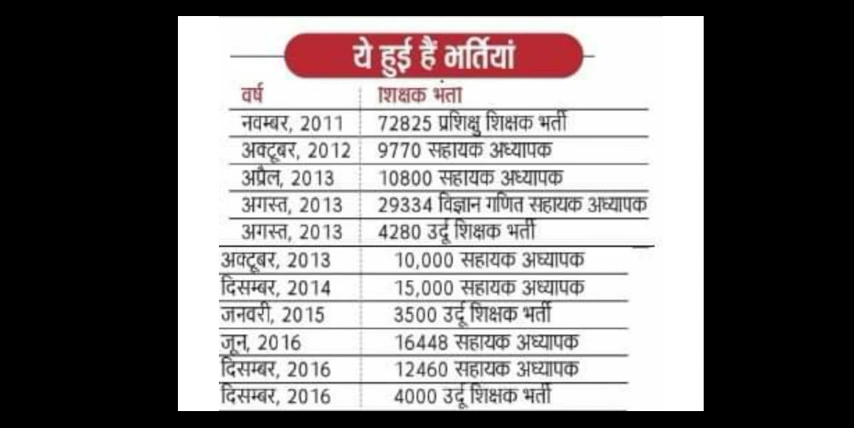 ये हुई हैं भर्तियां
वर्ष शिक्षक भर्ती
नवम्बर, 2011 72825 प्रशिक्षु शिक्षक भर्ती
अक्टूबर, 2012 9770 सहायक अध्यापक
अप्रैल, 2013 10800 सहायक अध्यापक
अगस्त, 2013 29334 विज्ञान गणित सहायक अध्यापक
अगस्त, 2013 4280 उर्दू शिक्षक भर्ती
अक्टूबर, 2013 10,000 सहायक अध्यापक
दिसम्बर, 2014 15,000 सहायक अध्यापक
जनवरी, 2015 3500 उर्दू शिक्षक भर्ती
जून, 2016 16448 सहायक अध्यापक
दिसम्बर, 2016 12460 सहायक अध्यापक
दिसम्बर, 2016 4000 उर्दू शिक्षक भर्ती